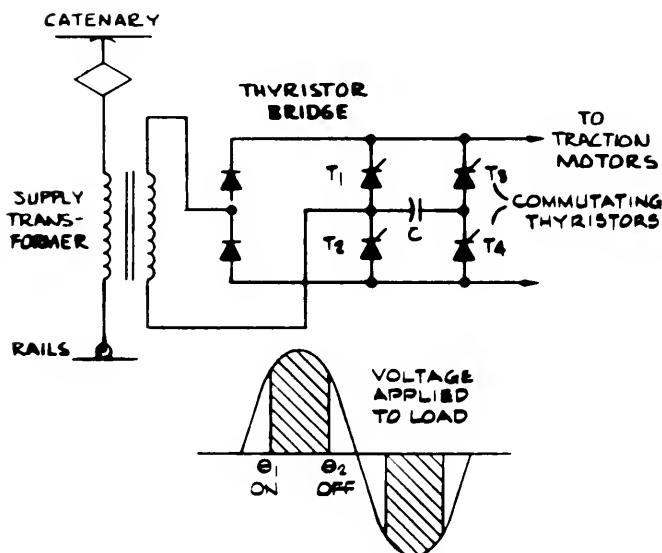 CATENARY
THYRISTOR
BRIDGE
TO
TRACTION
MOTORS
T1
T3
SUPPLY
TRANS-
FORMER
COMMUTATING
THYRISTORS
T2
C
T4
RAILS
VOLTAGE
APPLIED
TO LOAD
θ1
ON
θ2
OFF